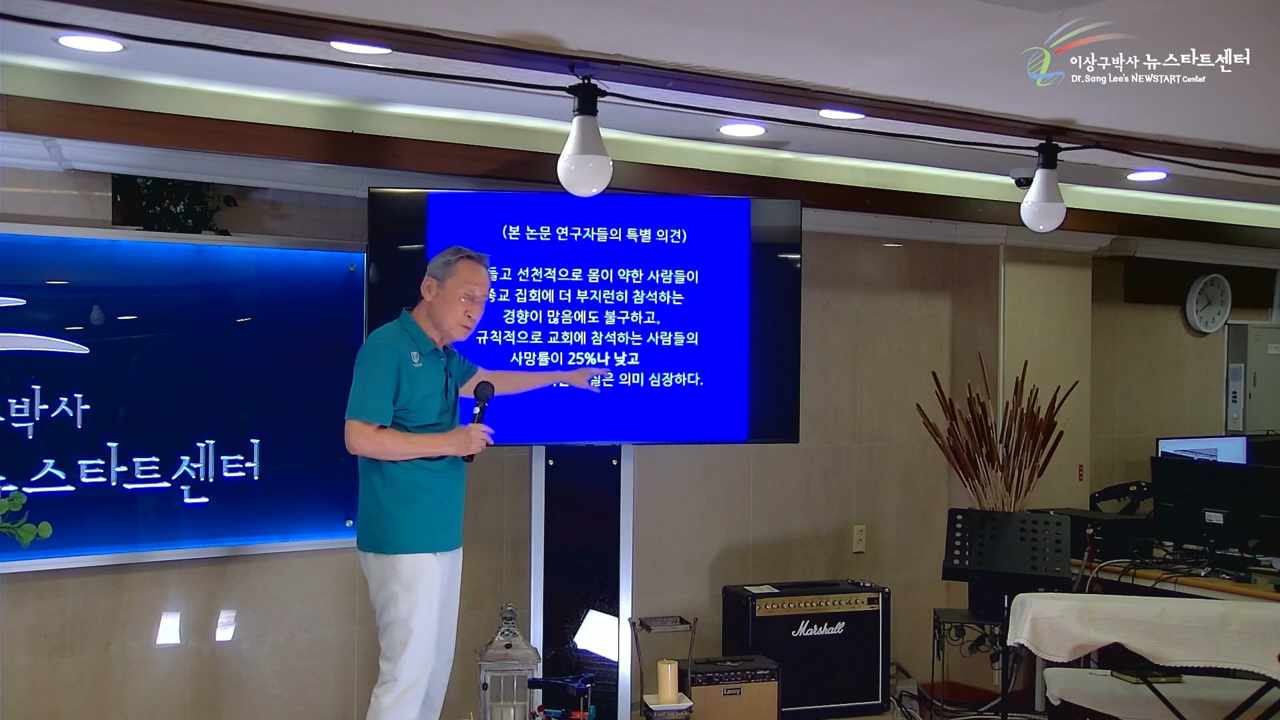 이상구박사 뉴스타트센터
Dr. Sang Lee's NEWSTART Center
(본 논문 연구자들의 특별 의견)
선천적으로 몸이 약한 사람들이
종교 집회에 더 부지런히 참석하는
경향이 많음에도 불구하고,
규칙적으로 교회에 참석하는 사람들의
사망률이 25%나 낮고
의미 심장하다.
박사
뉴스타트센터
Marshall
Laney